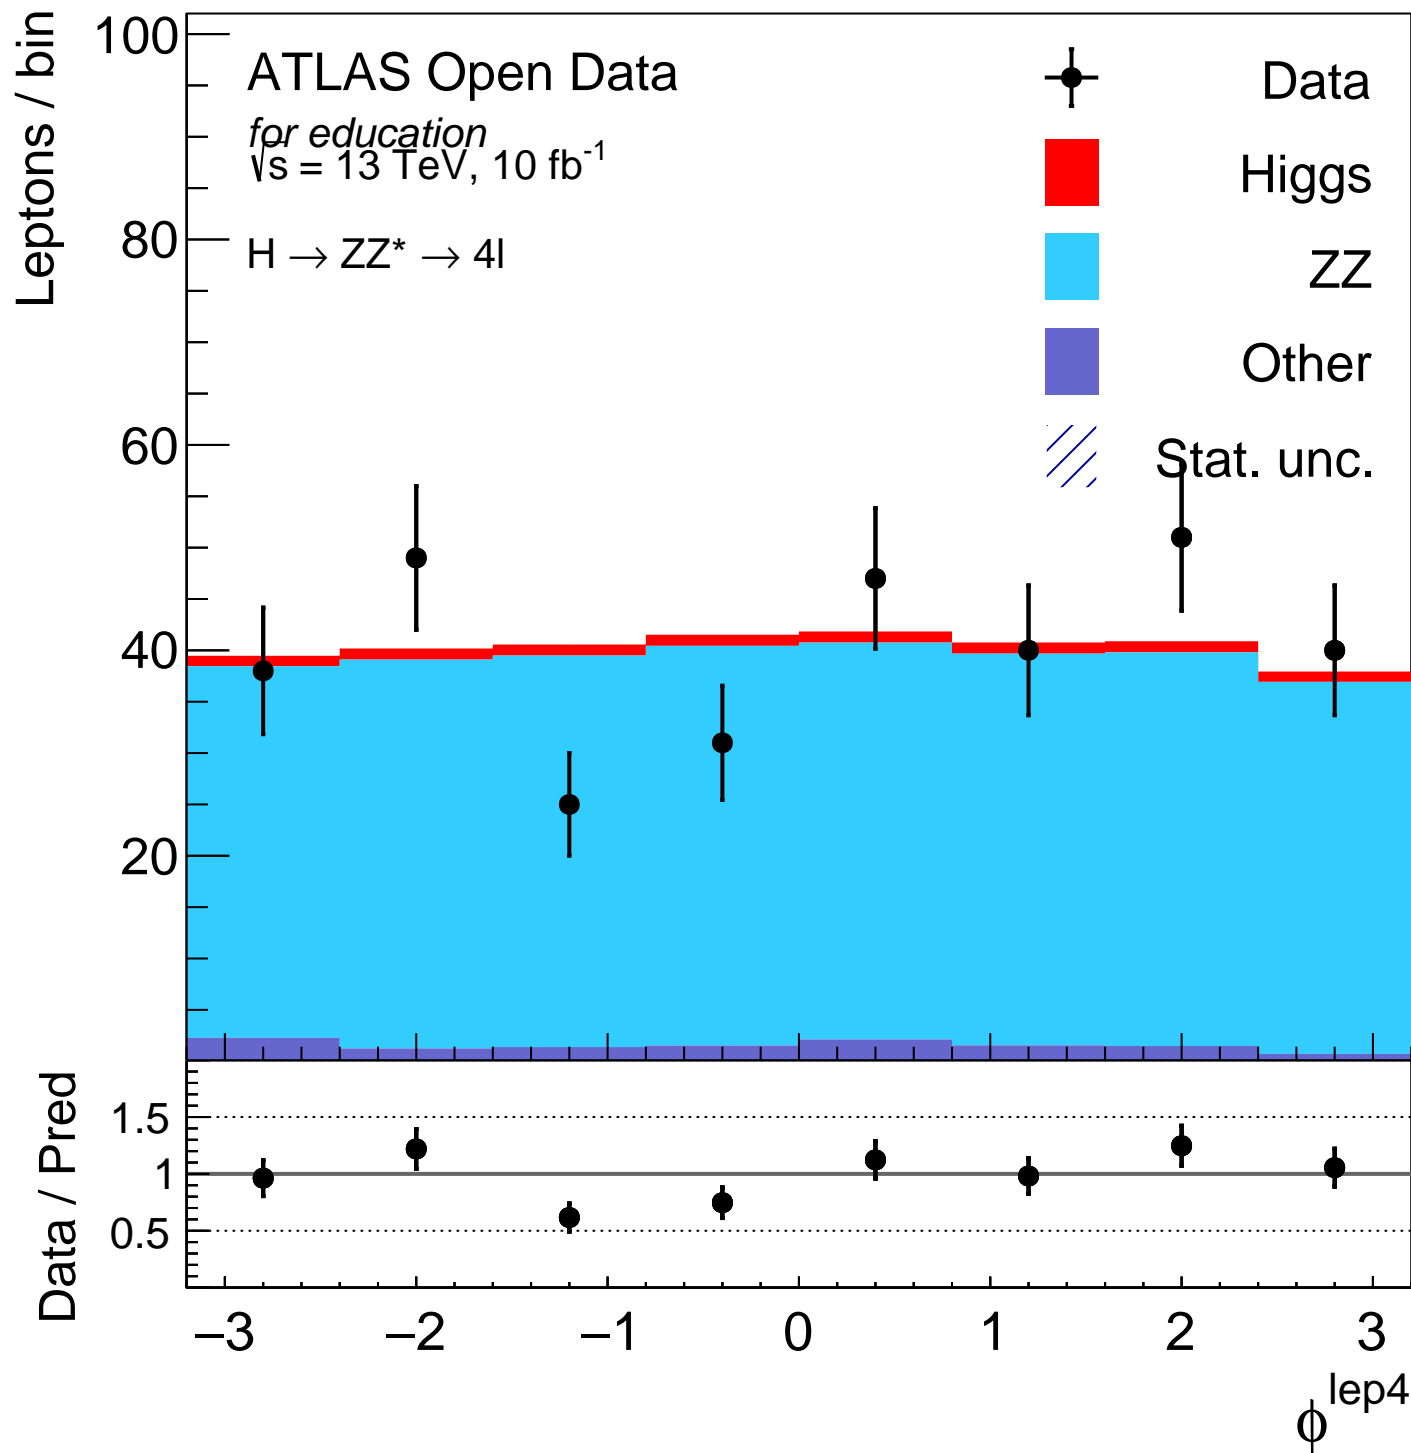 Leptons / bin
100
80
60
40
20
ATLAS Open Data
for education
√s = 13 TeV, 10 fb-1
H → ZZ* → 4l
Data
Higgs
ZZ
Other
Stat. unc.
Data / Pred
1.5
1
0.5
−3 −2 −1 0 1 2 3
ϕlep4